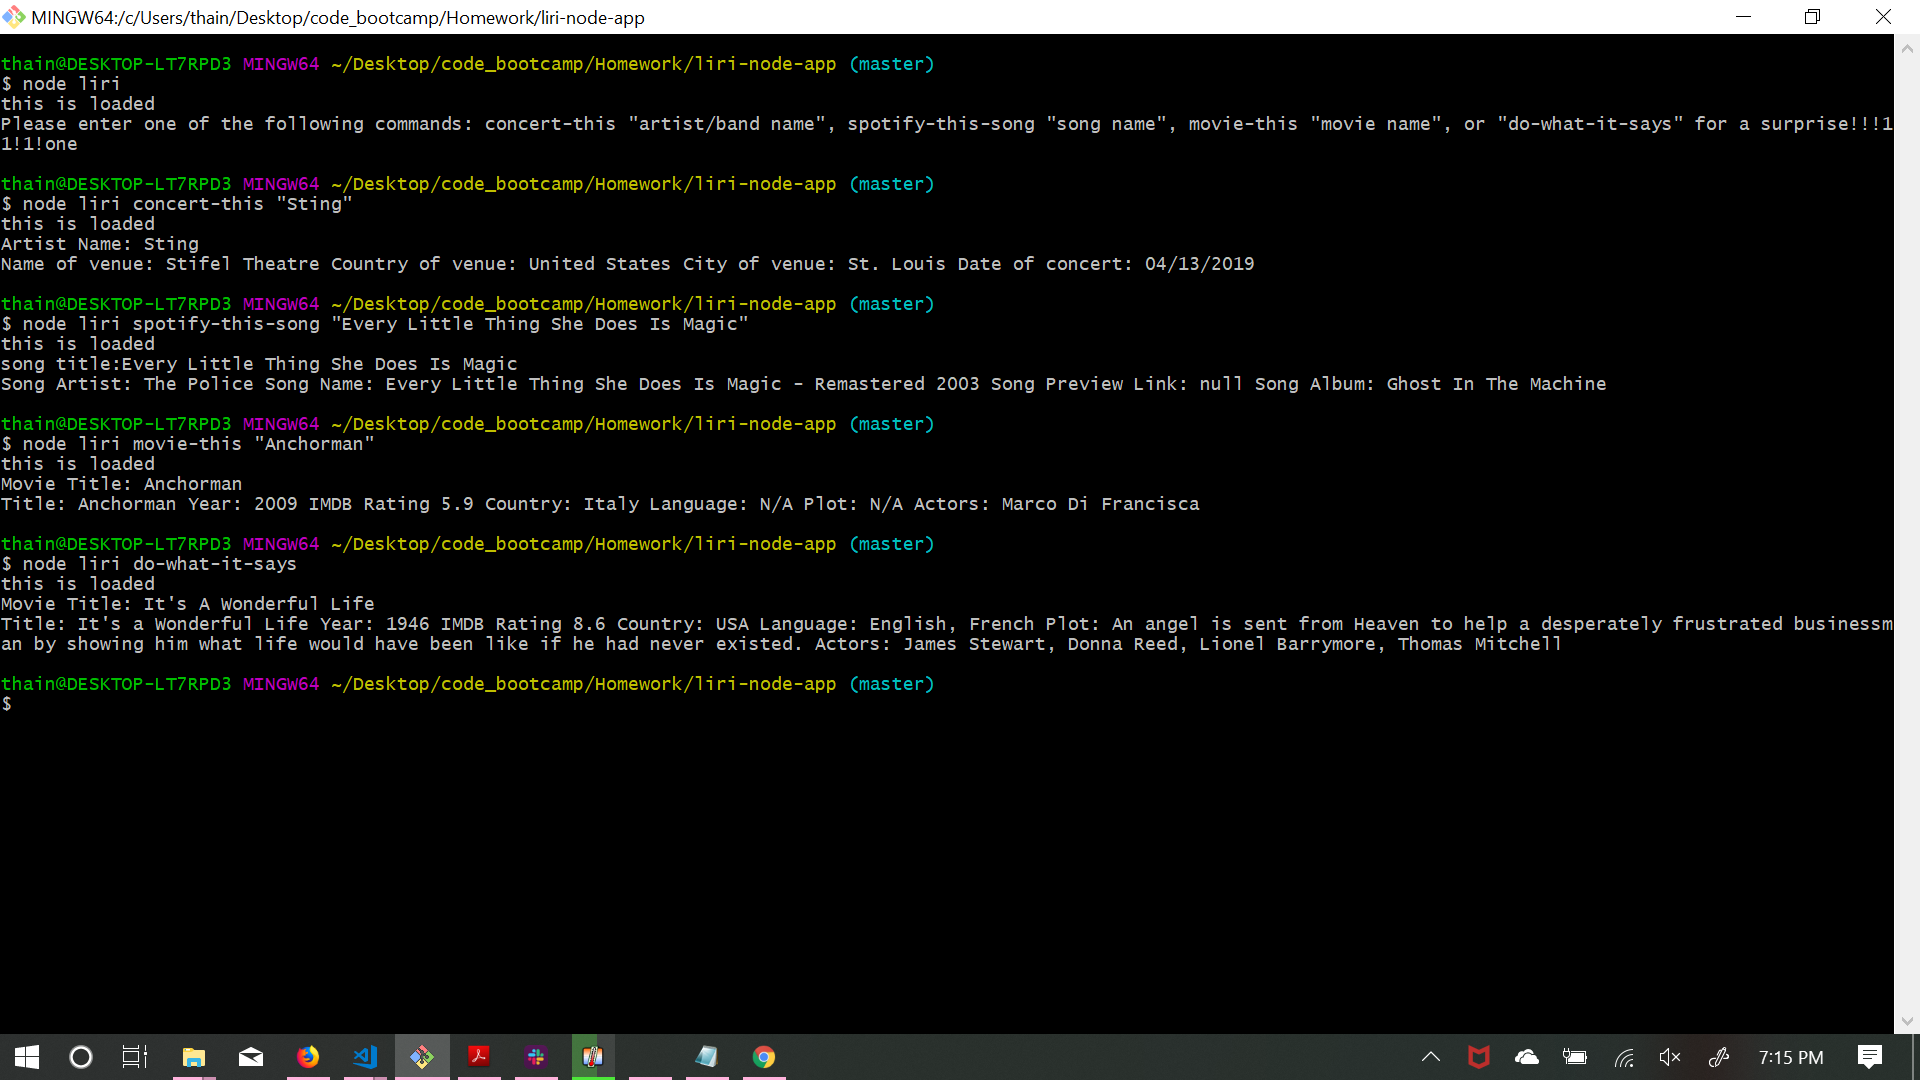 MINGW64:/c/Users/thain/Desktop/code_bootcamp/Homework/liri-node-app
thain@DESKTOP-LT7RPD3 MINGW64 ~/Desktop/code_bootcamp/Homework/liri-node-app (master)
$ node liri
this is loaded
Please enter one of the following commands: concert-this "artist/band name", spotify-this-song "song name", movie-this "movie name", or "do-what-it-says" for a surprise!!!1
1!1!one
thain@DESKTOP-LT7RPD3 MINGW64 ~/Desktop/code_bootcamp/Homework/liri-node-app (master)
$ node liri concert-this "Sting"
this is loaded
Artist Name: Sting
Name of venue: Stifel Theatre Country of venue: United States City of venue: St. Louis Date of concert: 04/13/2019
thain@DESKTOP-LT7RPD3 MINGW64 ~/Desktop/code_bootcamp/Homework/liri-node-app (master)
$ node liri spotify-this-song "Every Little Thing She Does Is Magic"
this is loaded
song title:Every Little Thing She Does Is Magic
Song Artist: The Police Song Name: Every Little Thing She Does Is Magic - Remastered 2003 Song Preview Link: null Song Album: Ghost In The Machine
thain@DESKTOP-LT7RPD3 MINGW64 ~/Desktop/code_bootcamp/Homework/liri-node-app (master)
$ node liri movie-this "Anchorman"
this is loaded
Movie Title: Anchorman
Title: Anchorman Year: 2009 IMDB Rating 5.9 Country: Italy Language: N/A Plot: N/A Actors: Marco Di Francisca
thain@DESKTOP-LT7RPD3 MINGW64 ~/Desktop/code_bootcamp/Homework/liri-node-app (master)
$ node liri do-what-it-says
this is loaded
Movie Title: It's A Wonderful Life
Title: It's a Wonderful Life Year: 1946 IMDB Rating 8.6 Country: USA Language: English, French Plot: An angel is sent from Heaven to help a desperately frustrated businessm
an by showing him what life would have been like if he had never existed. Actors: James Stewart, Donna Reed, Lionel Barrymore, Thomas Mitchell
thain@DESKTOP-LT7RPD3 MINGW64 ~/Desktop/code_bootcamp/Homework/liri-node-app (master)
$
7:15 PM